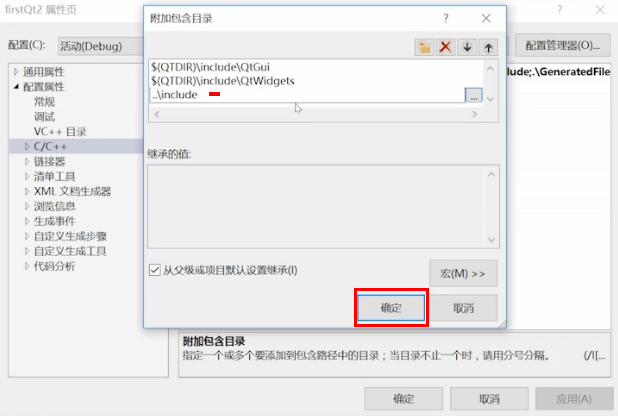 firstQt2 属性页
配置(C): 活动(Debug)
配置管理器(O)...
通用属性
配置属性
常规
调试
VC++ 目录
C/C++
链接器
清单工具
XML 文档生成器
浏览信息
生成事件
自定义生成步骤
自定义生成工具
代码分析
附加包含目录
$(QTDIR)\include\QtGui
$(QTDIR)\include\QtWidgets
..\include
...
继承的值:
从父级或项目默认设置继承(I)
宏(M) >>
确定
取消
lude;.\GeneratedFile
附加包含目录
指定一个或多个要添加到包含路径中的目录；当目录不止一个时，请用分号分隔。 (/I[...
确定
取消
应用(A)